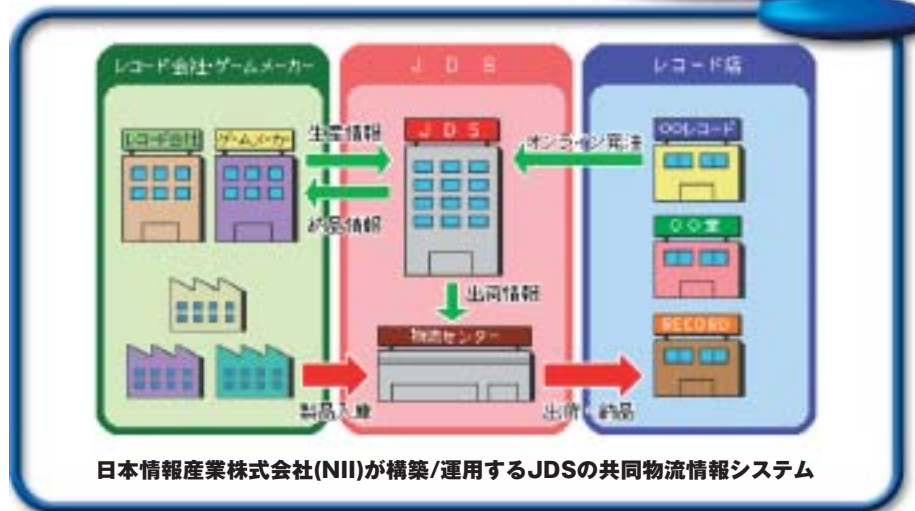 レコード会社・ゲームメーカー
JDS
レコード店
レコード会社
ゲームメーカー
生産情報
JDS
オンライン発注
〇〇レコード
納品情報
〇〇堂
出荷情報
物流センター
RECORD
製品入庫
出荷・納品
日本情報産業株式会社(NII)が構築/運用するJDSの共同物流情報システム